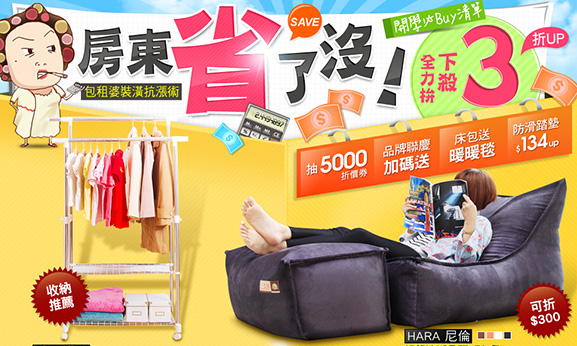 SAVE
開學必Buy清單
房東省了沒!
包租婆裝潢抗漲術
全力拚
下殺
3
折UP
抽5000
折價券
品牌聯慶
加碼送
床包送
暖暖毯
防滑踏墊
$134up
收納
推薦
可折
$300
HARA 尼倫